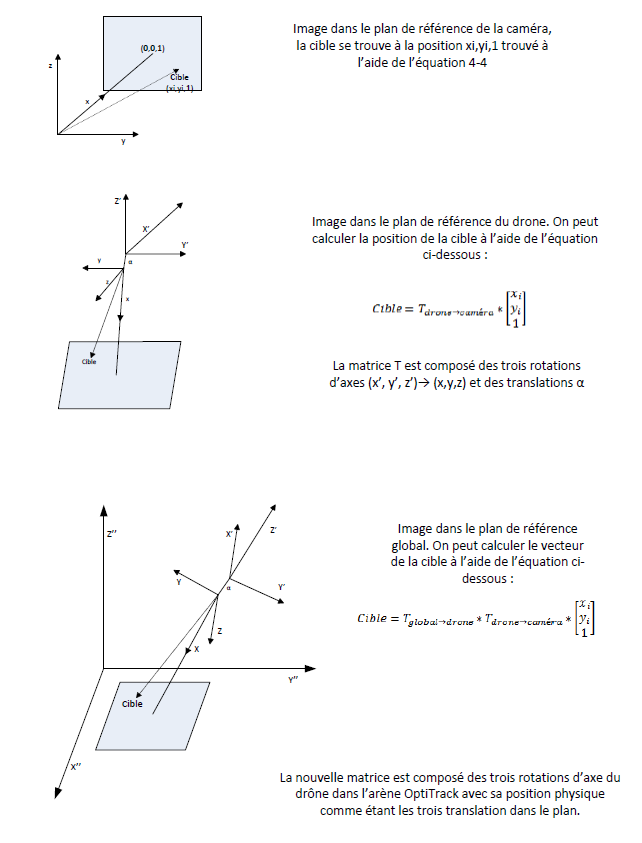 Image dans le plan de référence de la caméra,
la cible se trouve à la position xi,yi,1 trouvé à
l'aide de l'équation 4-4
z
(0,0,1)
Cible
(xi,yi,1)
x
y
Z'
X'
Y'
y
α
z
x
Cible
Image dans le plan de référence du drone. On peut
calculer la position de la cible à l'aide de l'équation
ci-dessous :
Cible = T_{drone→caméra} * [x_i y_i 1]
La matrice T est composé des trois rotations
d'axes (x', y', z')→ (x,y,z) et des translations α
Z''
X'
Z'
Y
α
Y'
Z
X
Cible
Y''
X''
Image dans le plan de référence
global. On peut calculer le vecteur
de la cible à l'aide de l'équation ci-
dessous :
Cible = T_{global→drone} * T_{drone→caméra} * [x_i y_i 1]
La nouvelle matrice est composé des trois rotations d'axe du
drône dans l'arène OptiTrack avec sa position physique
comme étant les trois translation dans le plan.